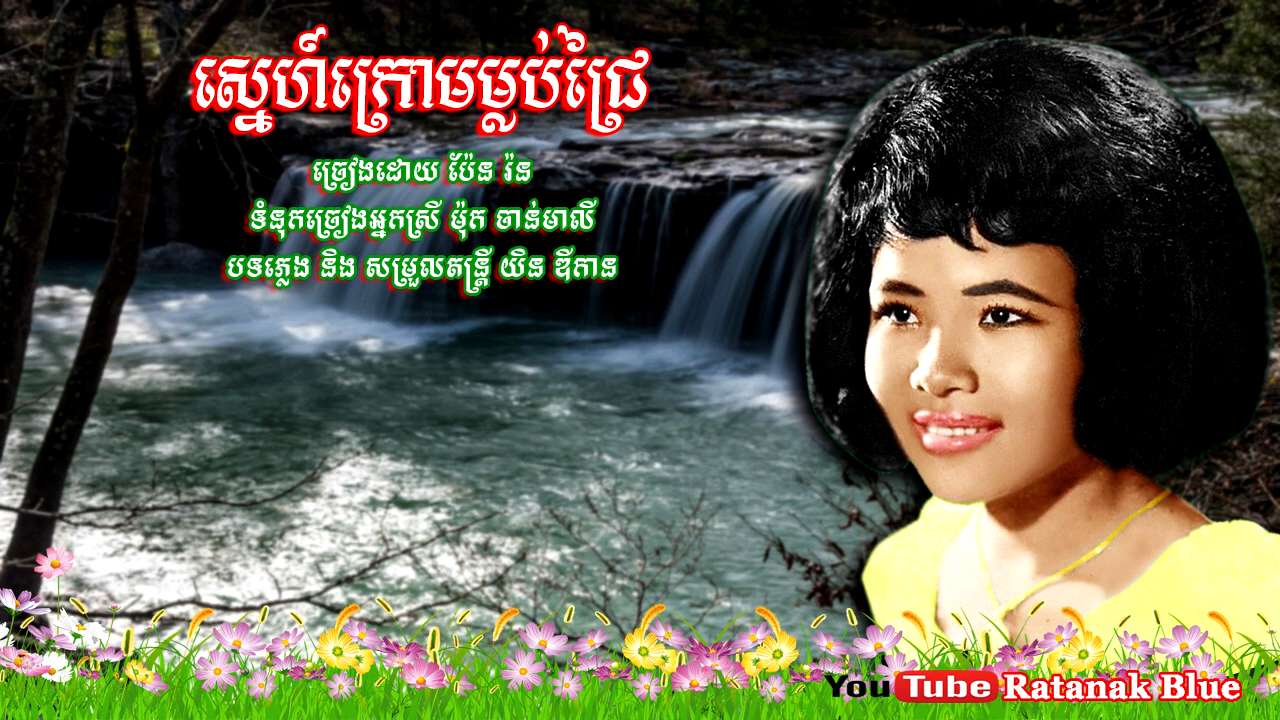 ស្នេហ៍ក្រោមម្លប់ជ្រៃ
ច្រៀងដោយ ប៉ែន រ៉ន
ទំនុកច្រៀងអ្នកស្រី ម៉ុត ចាន់មាលី
បទភ្លេង និង សម្រួលតន្ត្រី យិន ឌីកាន
YouTube Ratanak Blue